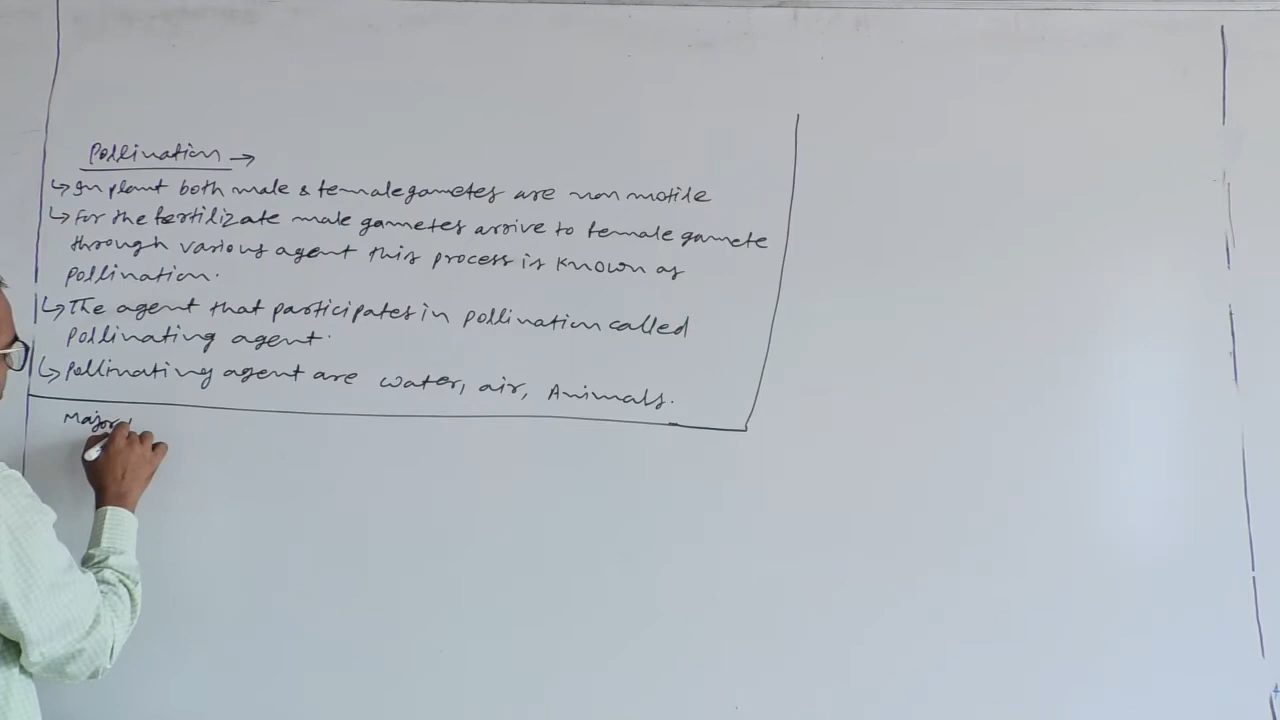 Pollination →
↳ In plant both male & female gametes are non motile
↳ For the fertilizate male gametes arrive to female gamete
through various agent this process is known as
pollination.
↳ The agent that participates in pollination called
pollinating agent.
↳ pollinating agent are water, air, Animals.
Major